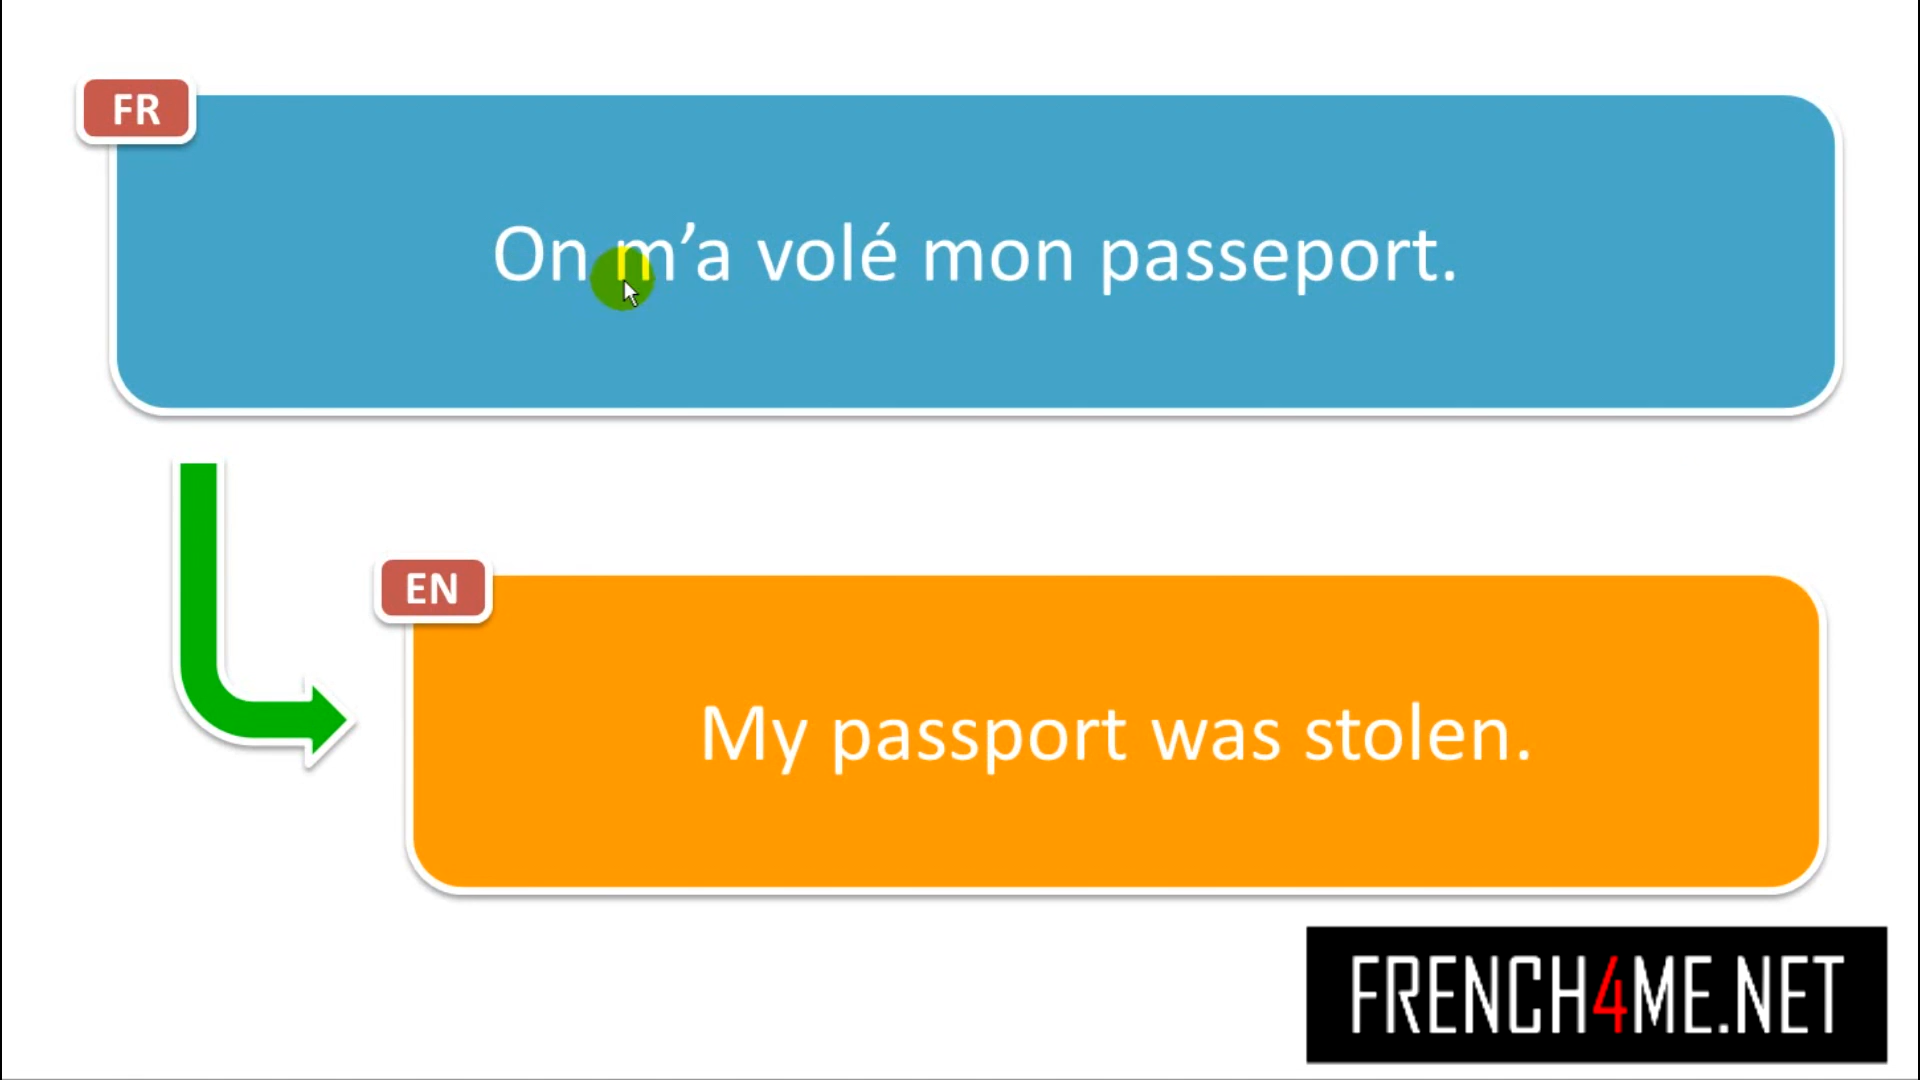 FR
On m’a volé mon passeport.
EN
My passport was stolen.
FRENCH4ME.NET